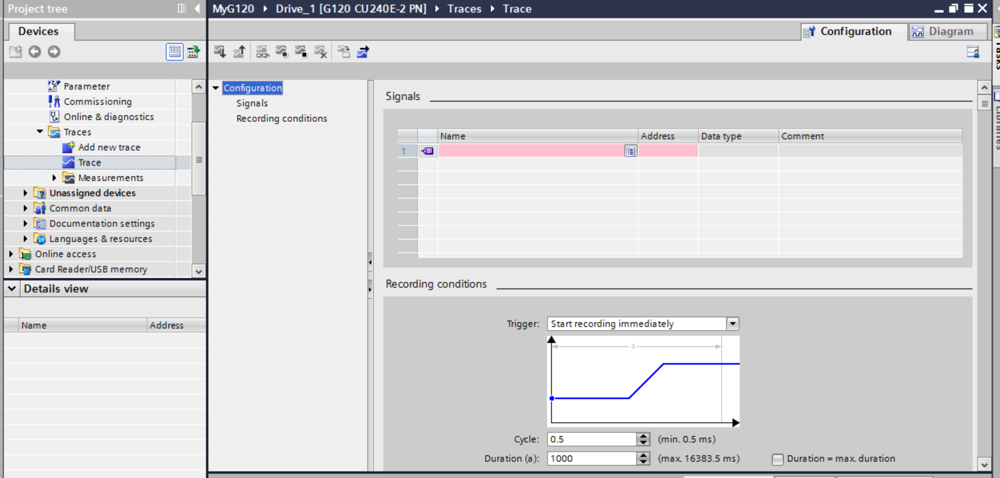 Project tree
MyG120 Drive_1 [G120 CU240E-2 PN] Traces Trace
Devices
Configuration
Diagram
Parameter
Commissioning
Online & diagnostics
Traces
Add new trace
Trace
Measurements
Unassigned devices
Common data
Documentation settings
Languages & resources
Online access
Card Reader/USB memory
Details view
Name Address
Configuration
Signals
Recording conditions
Signals
Name Address Data type Comment
1
Recording conditions
Trigger: Start recording immediately
a
Cycle: 0.5 (min. 0.5 ms)
Duration (a): 1000 (max. 16383.5 ms) Duration = max. duration
Tasks
Libraries